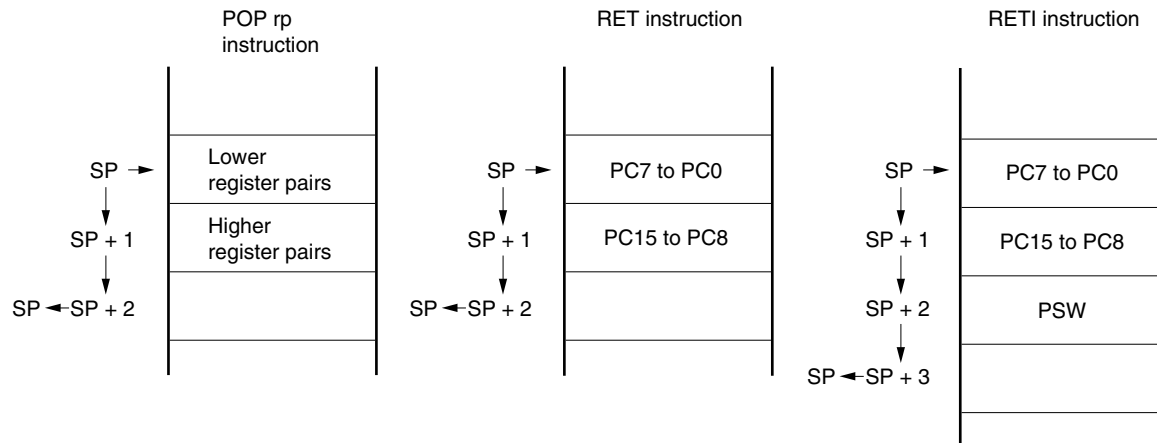 POP rp
instruction
SP
SP + 1
SP
SP + 2
Lower
register pairs
Higher
register pairs
RET instruction
SP
SP + 1
SP
SP + 2
PC7 to PC0
PC15 to PC8
RETI instruction
SP
SP + 1
SP + 2
SP
SP + 3
PC7 to PC0
PC15 to PC8
PSW